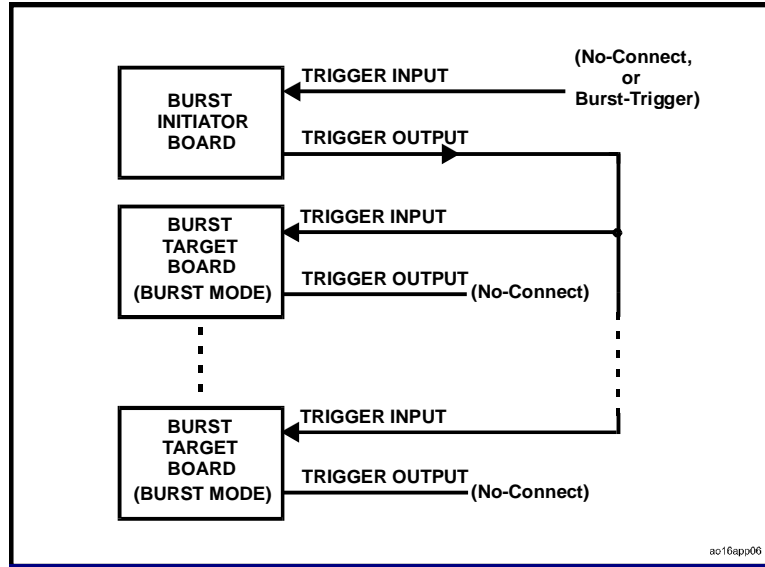 (No-Connect,
or
Burst-Trigger)
TRIGGER INPUT
BURST
INITIATOR
BOARD
TRIGGER OUTPUT
TRIGGER INPUT
BURST
TARGET
BOARD
(BURST MODE)
TRIGGER OUTPUT
(No-Connect)
TRIGGER INPUT
BURST
TARGET
BOARD
(BURST MODE)
TRIGGER OUTPUT
(No-Connect)
ao16app06